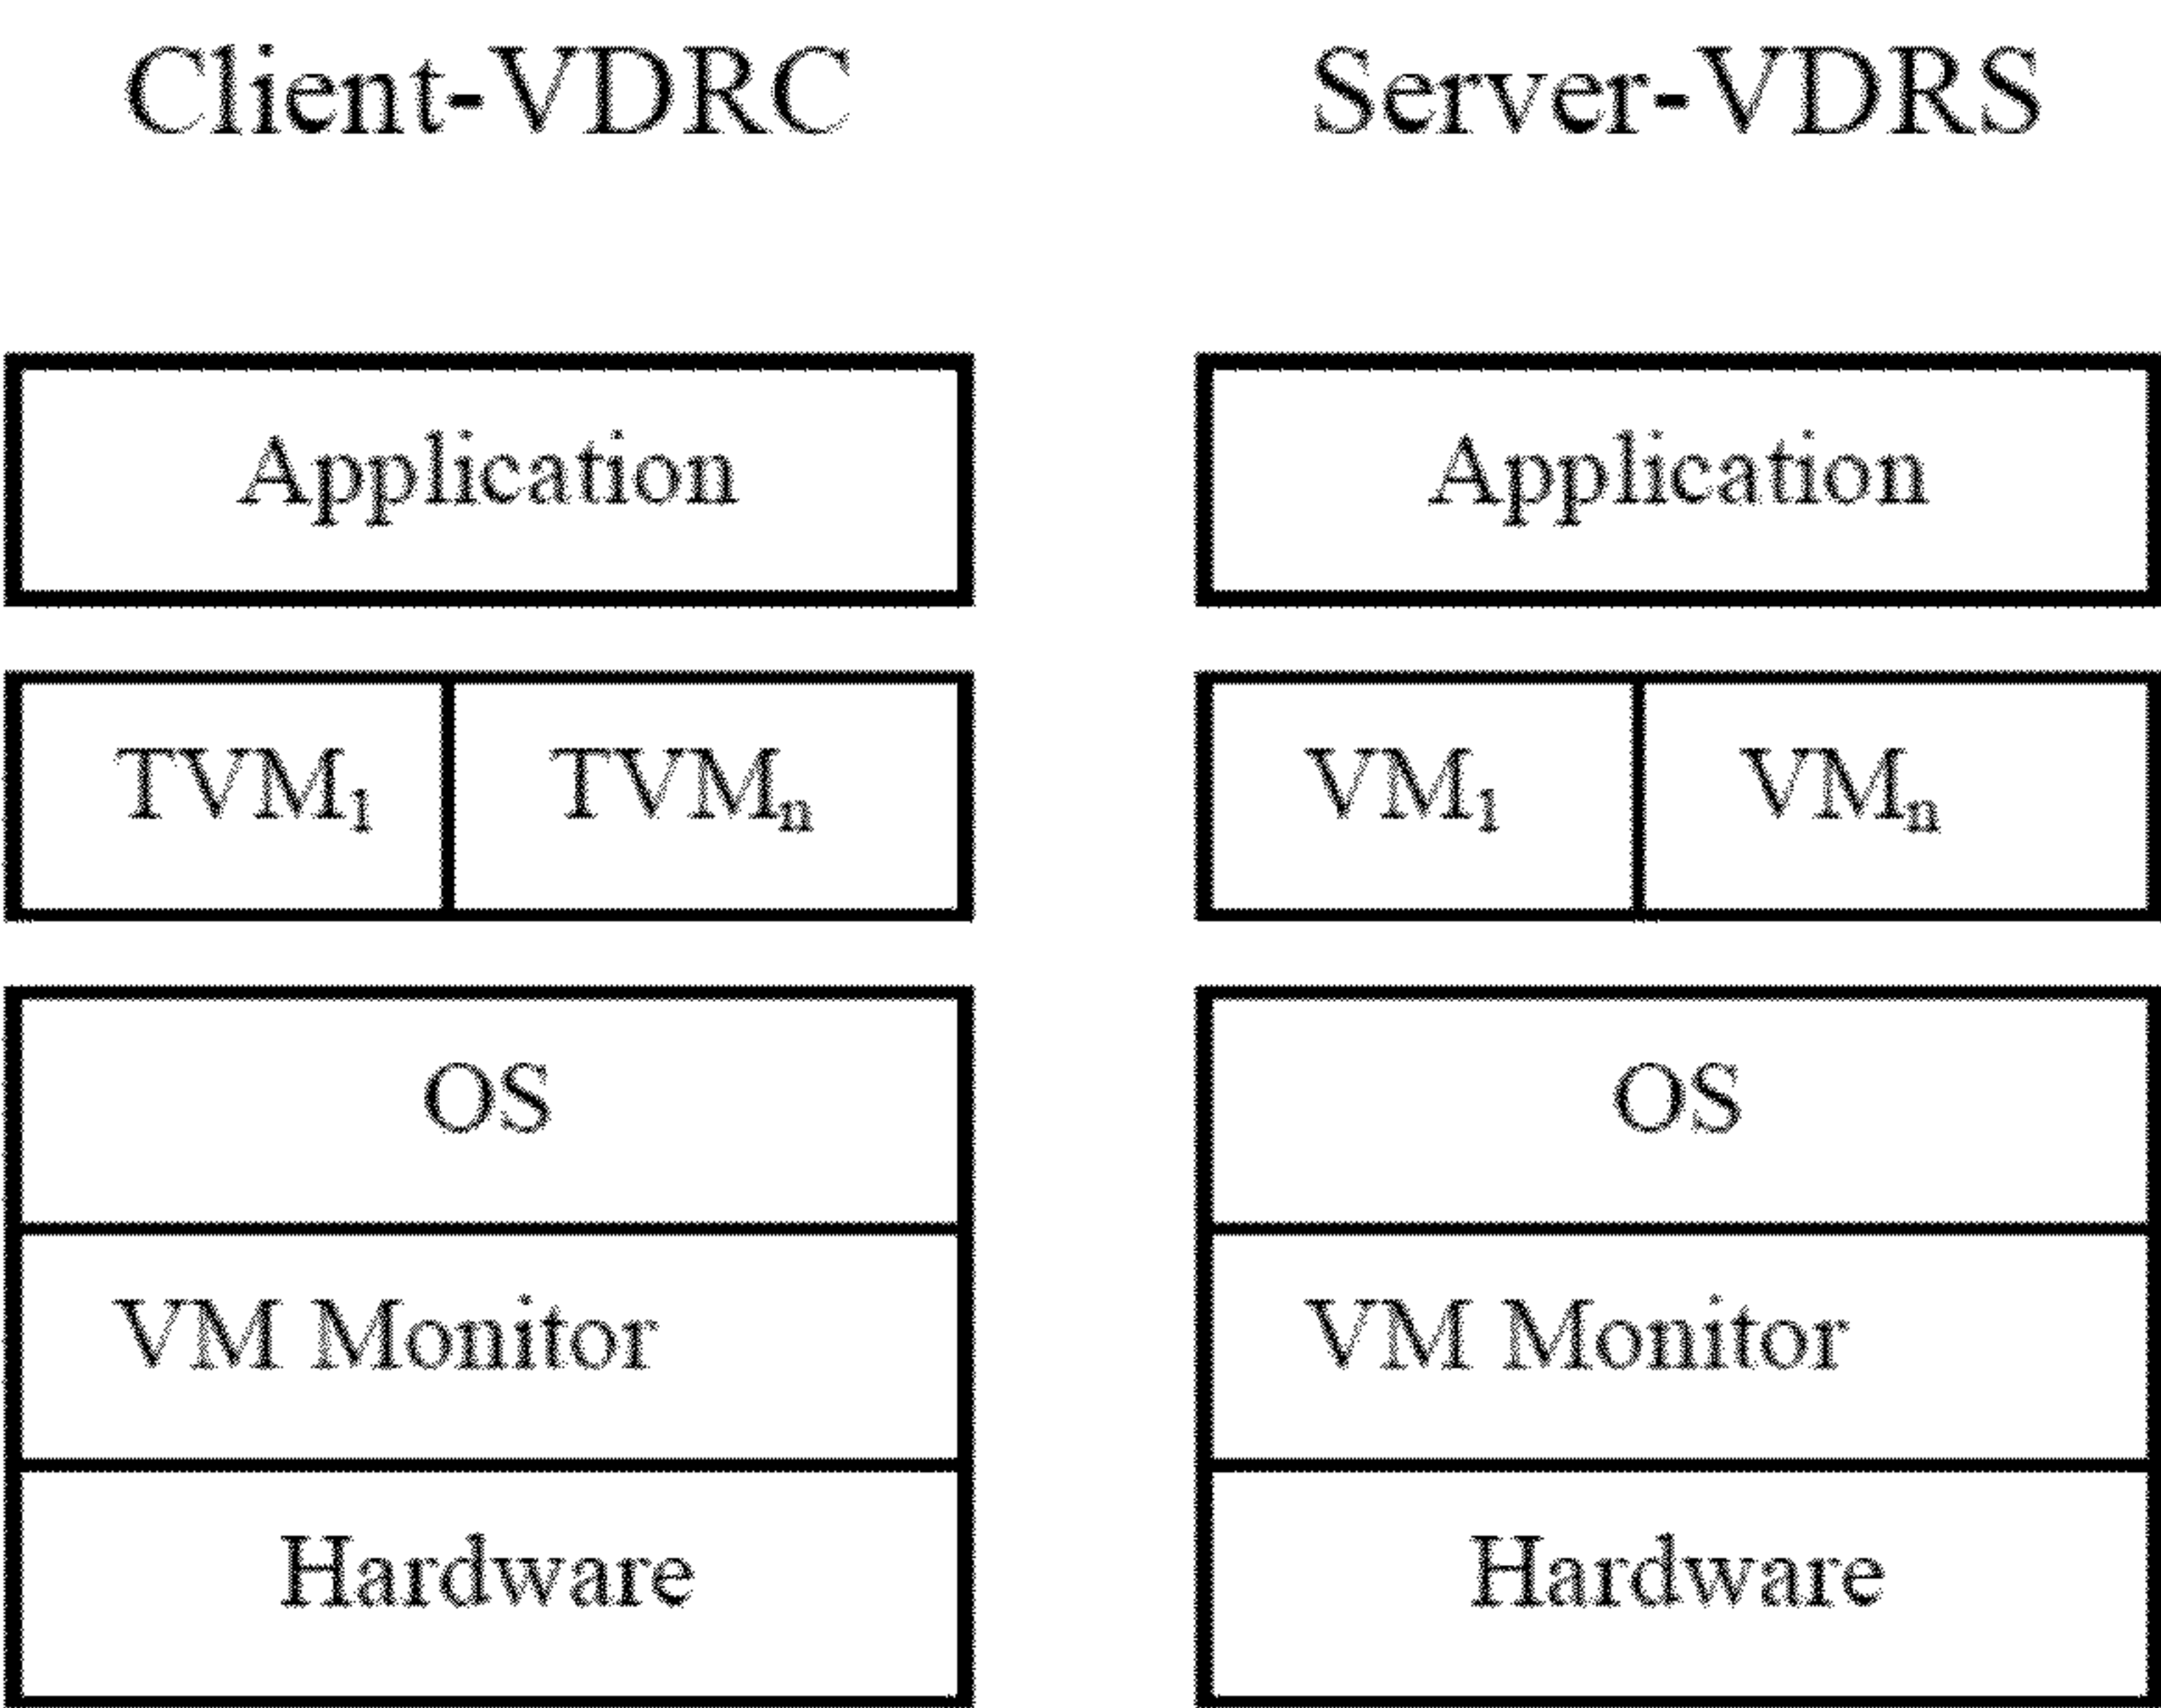 Client-VDRC
Server-VDRS
Application
Application
TVM₁
TVMₙ
VM₁
VMₙ
OS
OS
VM Monitor
VM Monitor
Hardware
Hardware